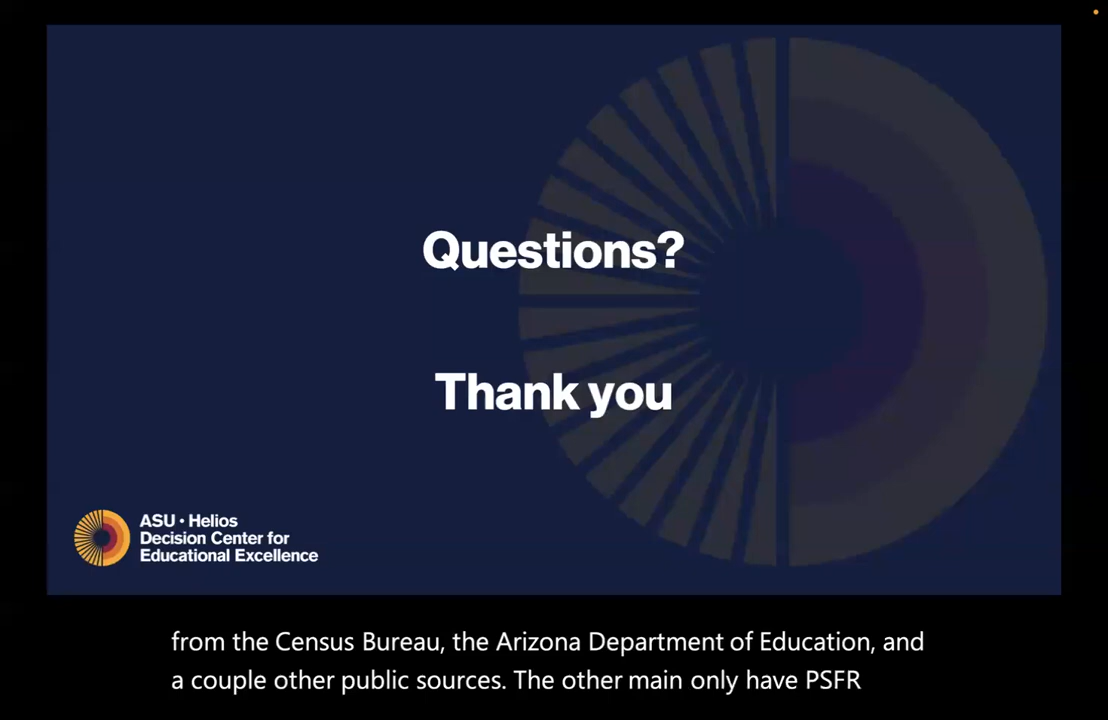 Questions?
Thank you
ASU • Helios
Decision Center for
Educational Excellence
from the Census Bureau, the Arizona Department of Education, and
a couple other public sources. The other main only have PSFR